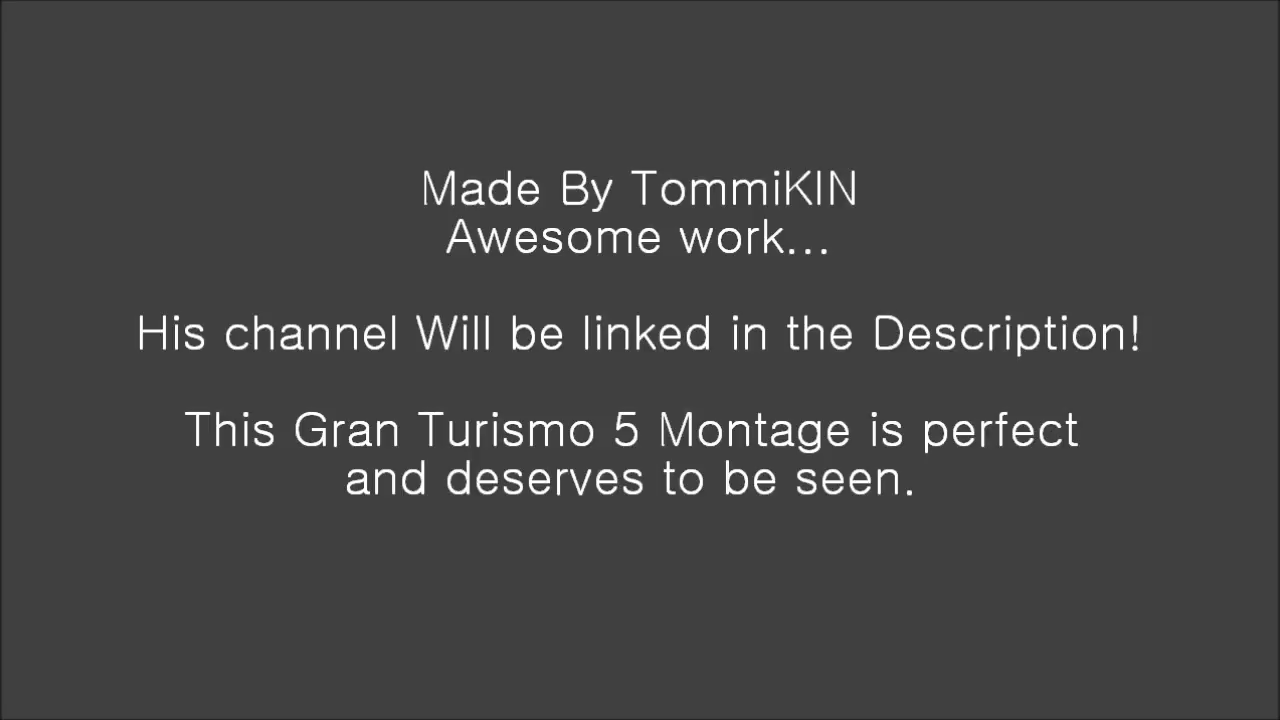 Made By TommiKIN
Awesome work...
His channel Will be linked in the Description!
This Gran Turismo 5 Montage is perfect
and deserves to be seen.